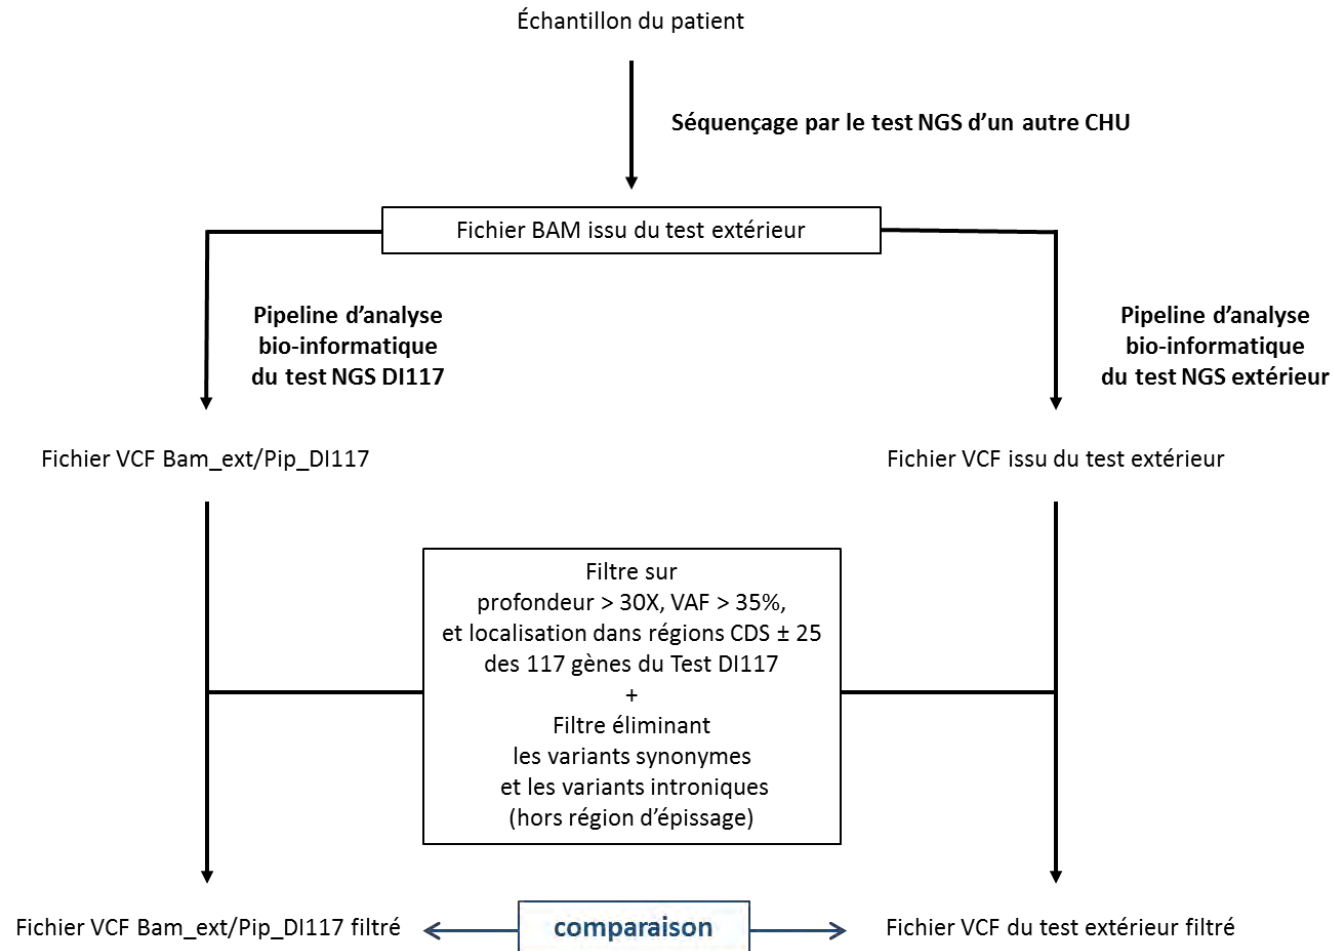 Échantillon du patient
Séquençage par le test NGS d’un autre CHU
Fichier BAM issu du test extérieur
Pipeline d’analyse
bio-informatique
du test NGS DI117
Pipeline d’analyse
bio-informatique
du test NGS extérieur
Fichier VCF Bam_ext/Pip_DI117
Fichier VCF issu du test extérieur
Filtre sur
profondeur > 30X, VAF > 35%,
et localisation dans régions CDS ± 25
des 117 gènes du Test DI117
+
Filtre éliminant
les variants synonymes
et les variants introniques
(hors région d’épissage)
Fichier VCF Bam_ext/Pip_DI117 filtré
comparaison
Fichier VCF du test extérieur filtré